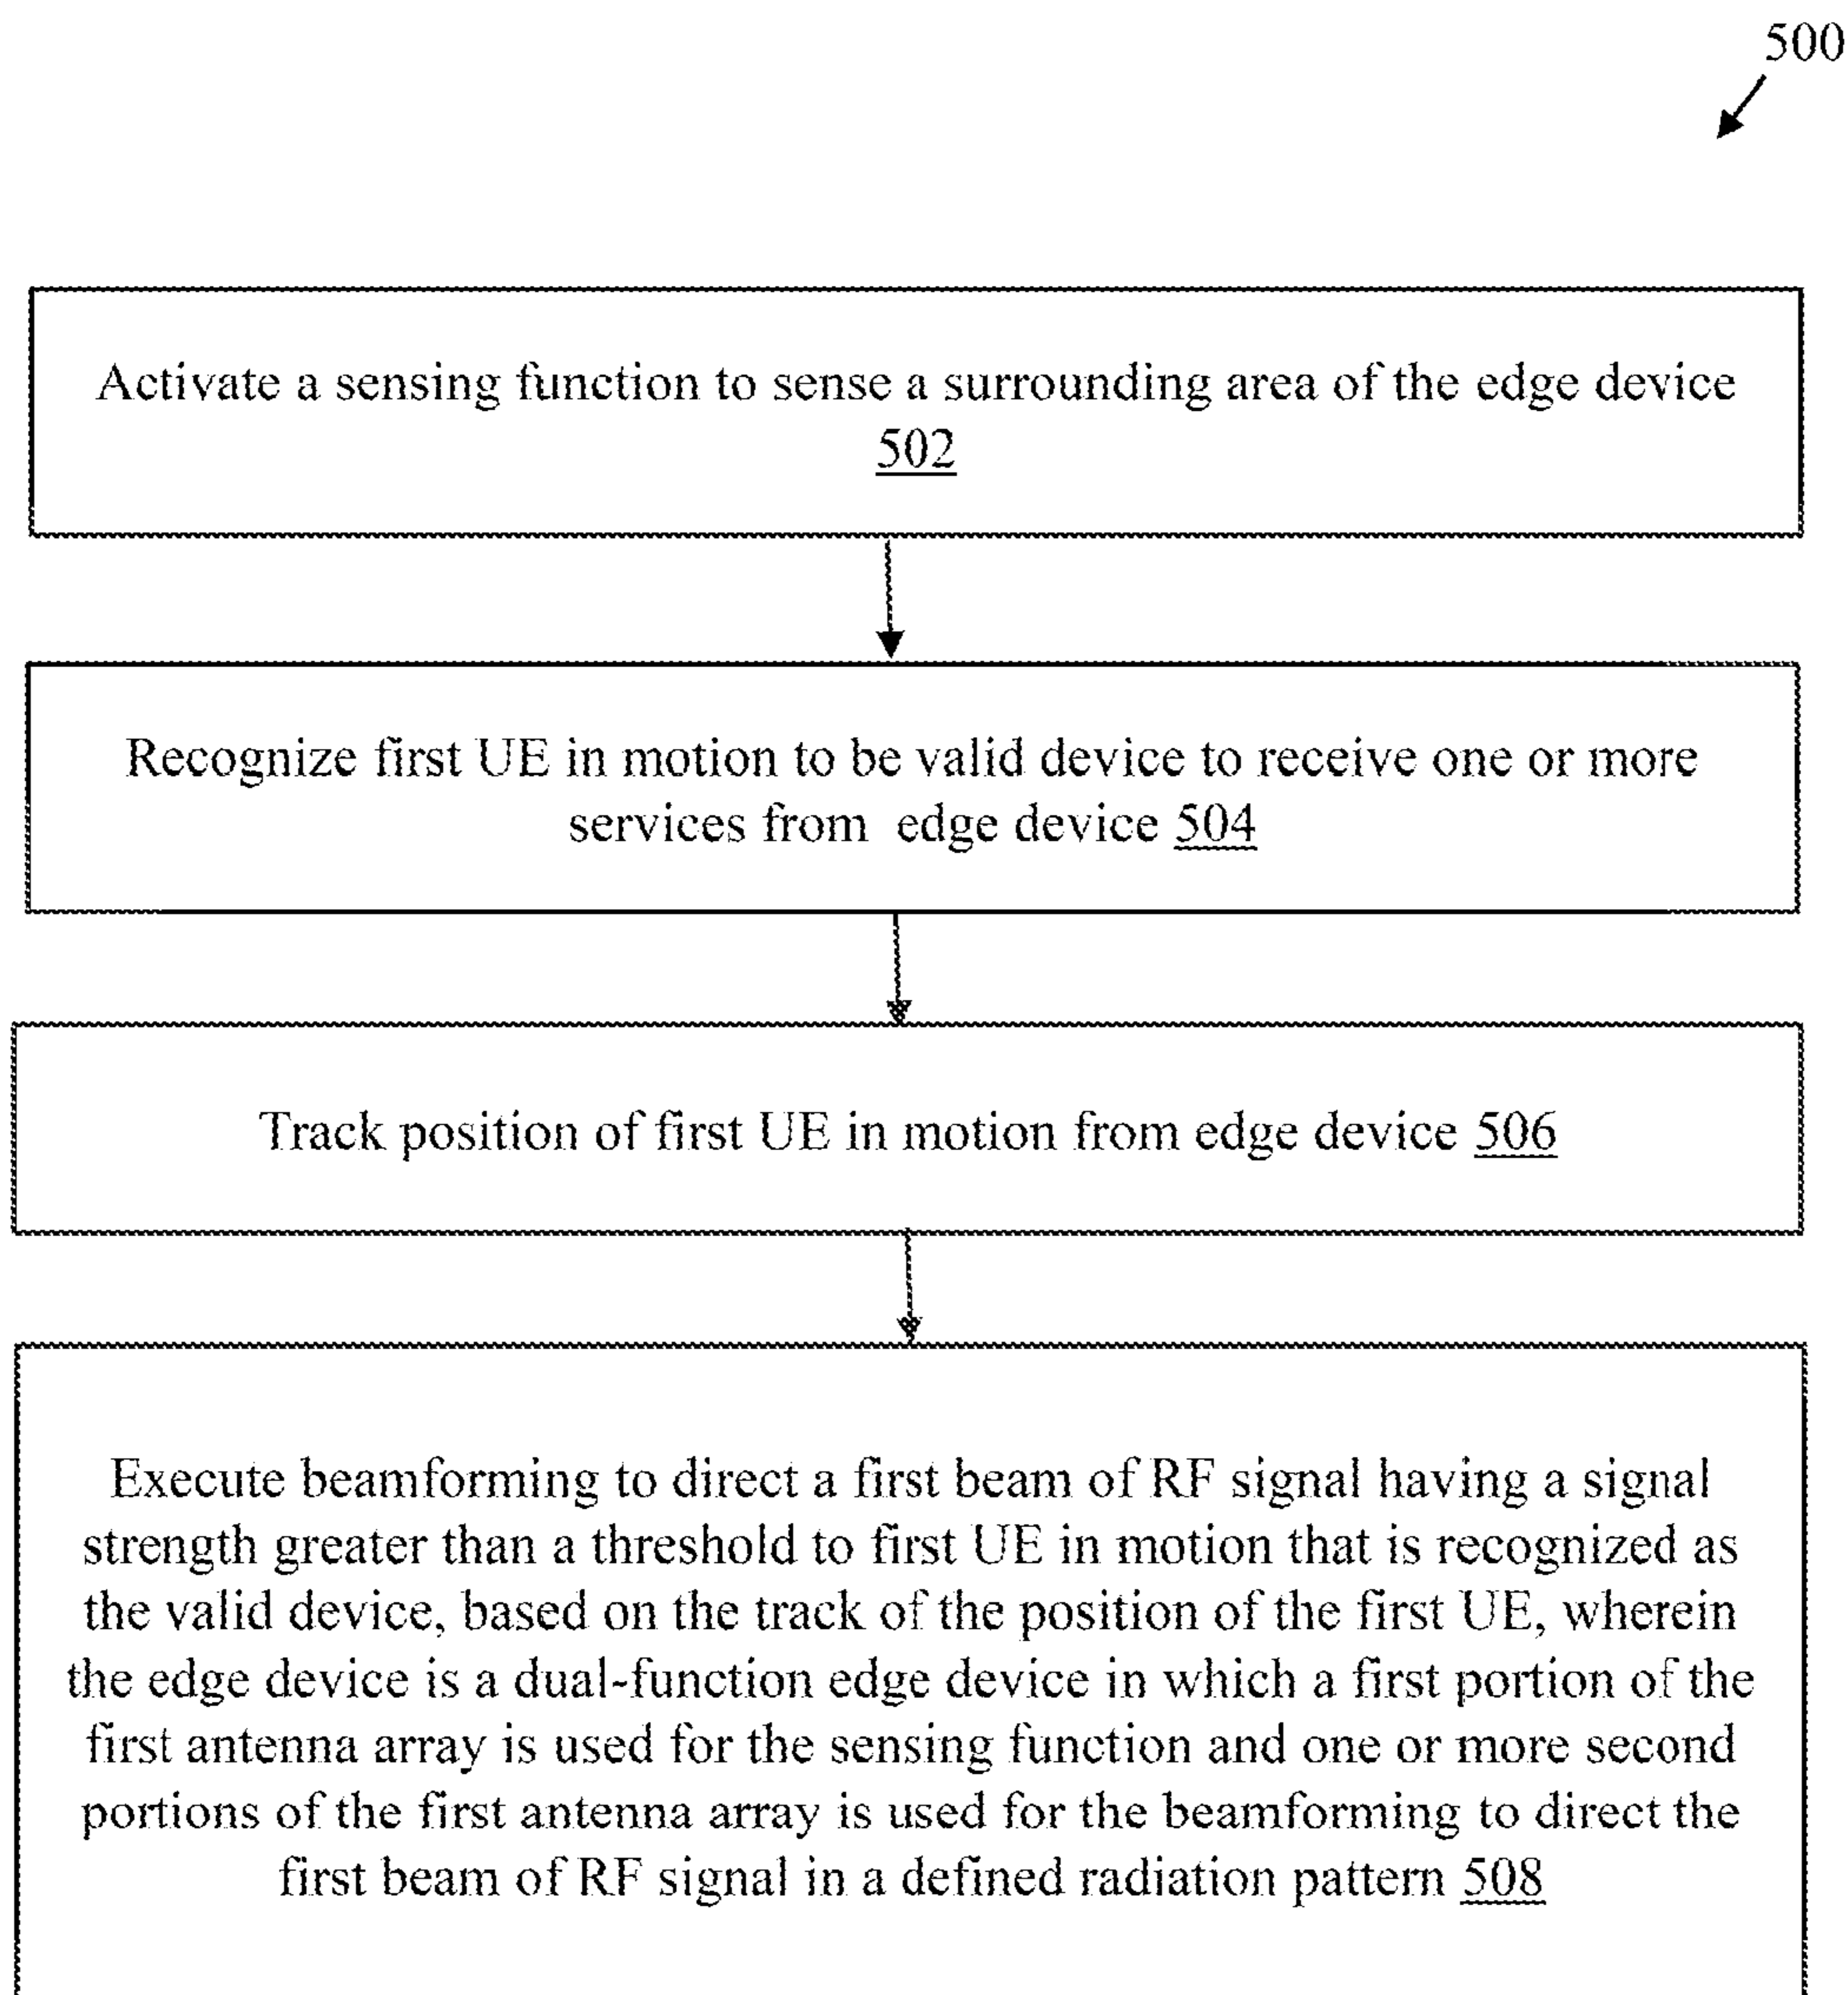 500
Activate a sensing function to sense a surrounding area of the edge device
502
Recognize first UE in motion to be valid device to receive one or more
services from edge device 504
Track position of first UE in motion from edge device 506
Execute beamforming to direct a first beam of RF signal having a signal
strength greater than a threshold to first UE in motion that is recognized as
the valid device, based on the track of the position of the first UE, wherein
the edge device is a dual-function edge device in which a first portion of the
first antenna array is used for the sensing function and one or more second
portions of the first antenna array is used for the beamforming to direct the
first beam of RF signal in a defined radiation pattern 508